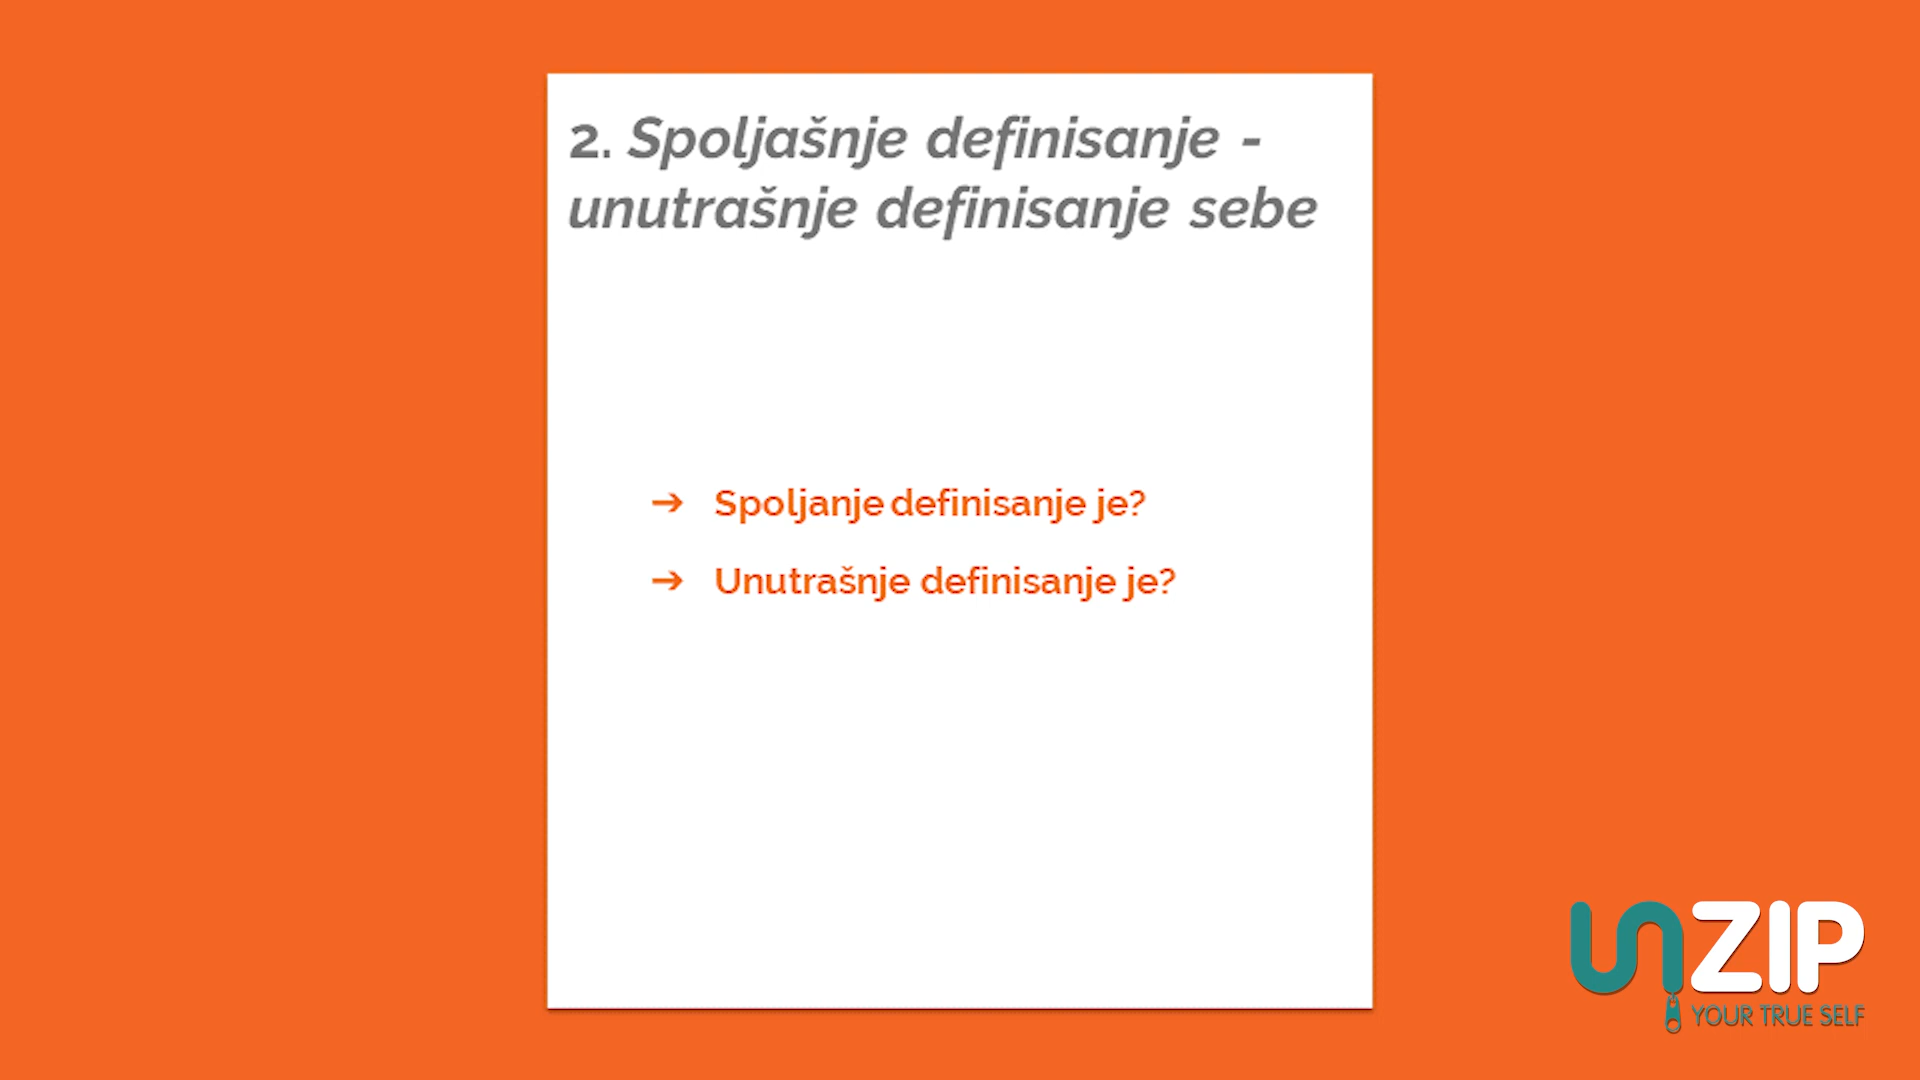 2. Spoljašnje definisanje -
unutrašnje definisanje sebe
➔ Spoljanje definisanje je?
➔ Unutrašnje definisanje je?
unZIP
YOUR TRUE SELF